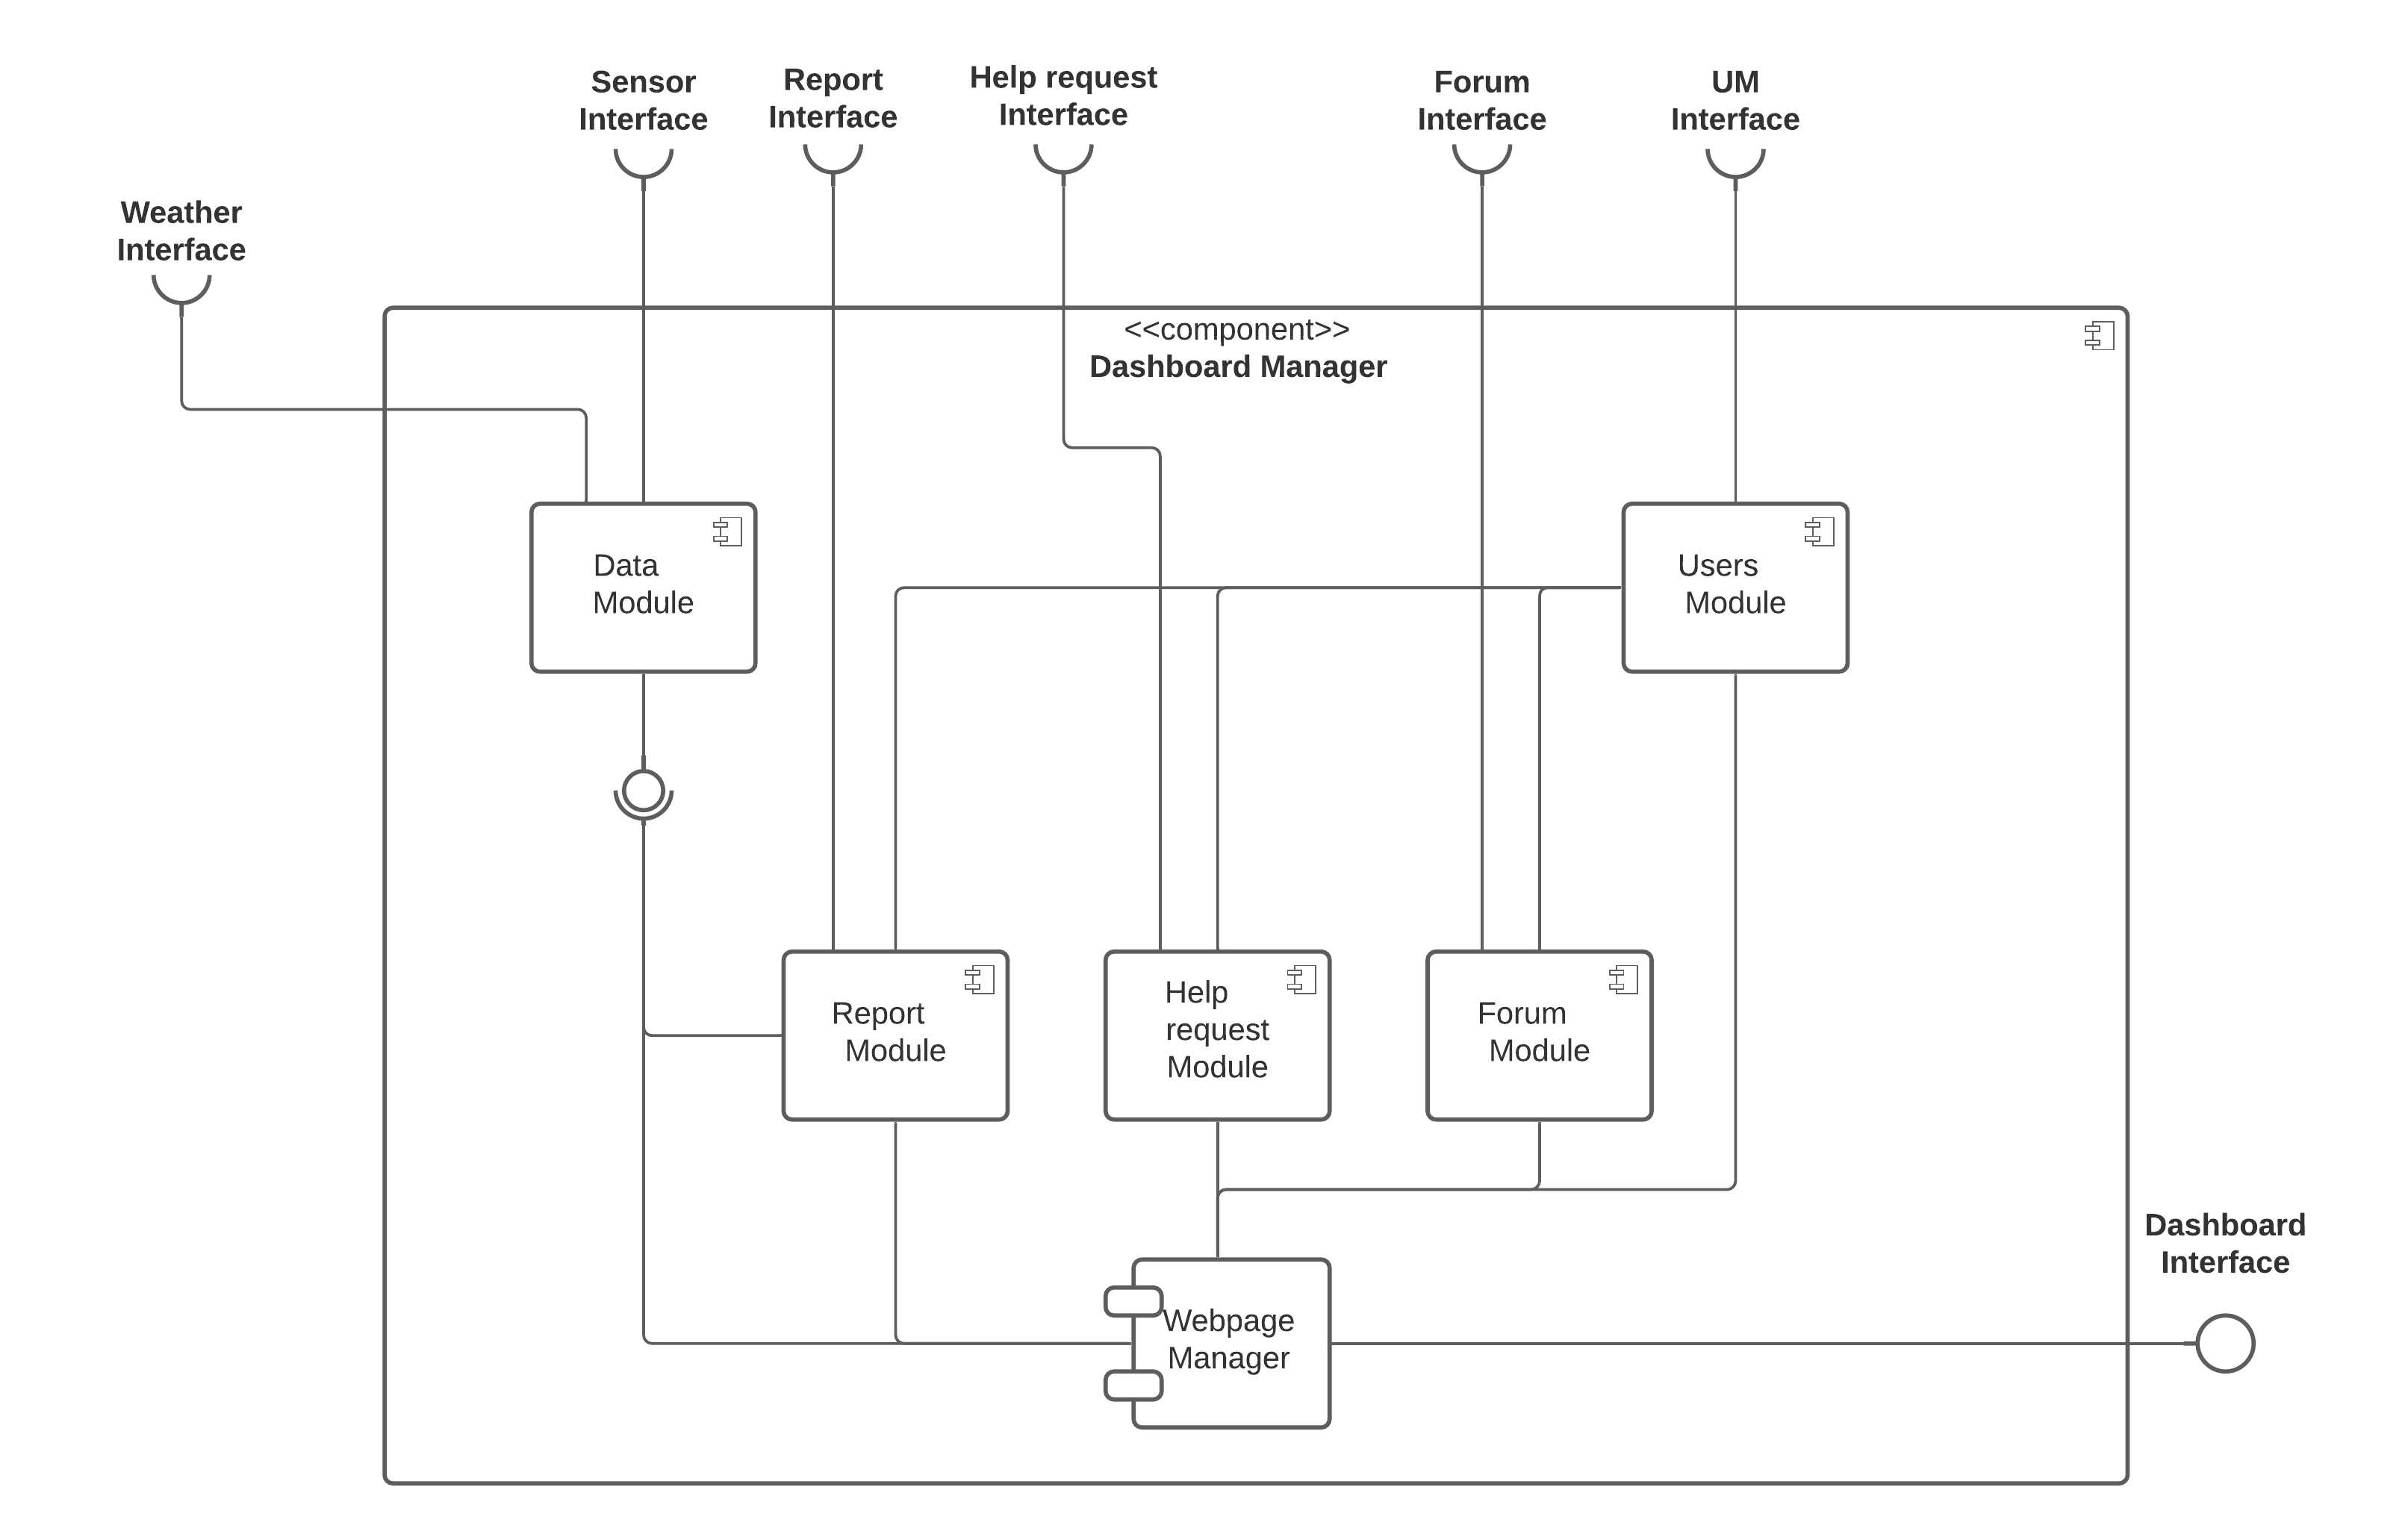 Sensor
Interface
Report
Interface
Help request
Interface
Forum
Interface
UM
Interface
Weather
Interface
<<component>>
Dashboard Manager
Data
Module
Users
Module
Report
Module
Help
request
Module
Forum
Module
Dashboard
Interface
Webpage
Manager